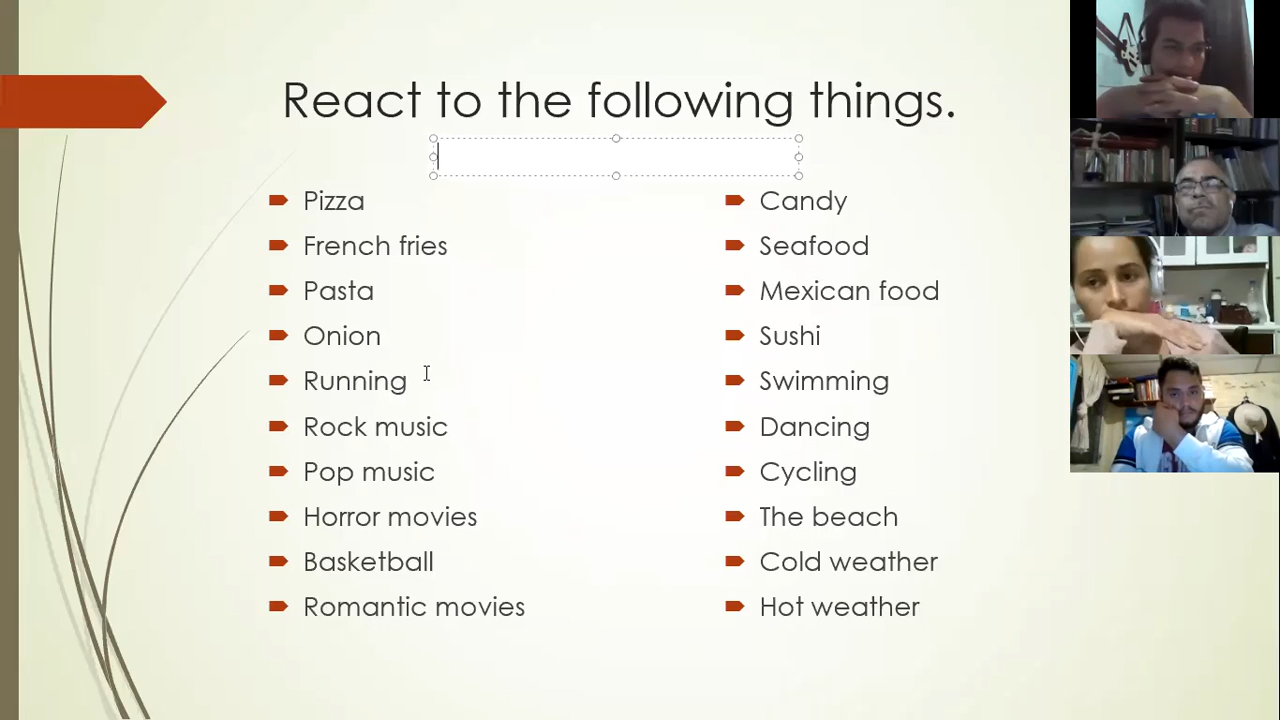 React to the following things.
Pizza
French fries
Pasta
Onion
Running
Rock music
Pop music
Horror movies
Basketball
Romantic movies
Candy
Seafood
Mexican food
Sushi
Swimming
Dancing
Cycling
The beach
Cold weather
Hot weather